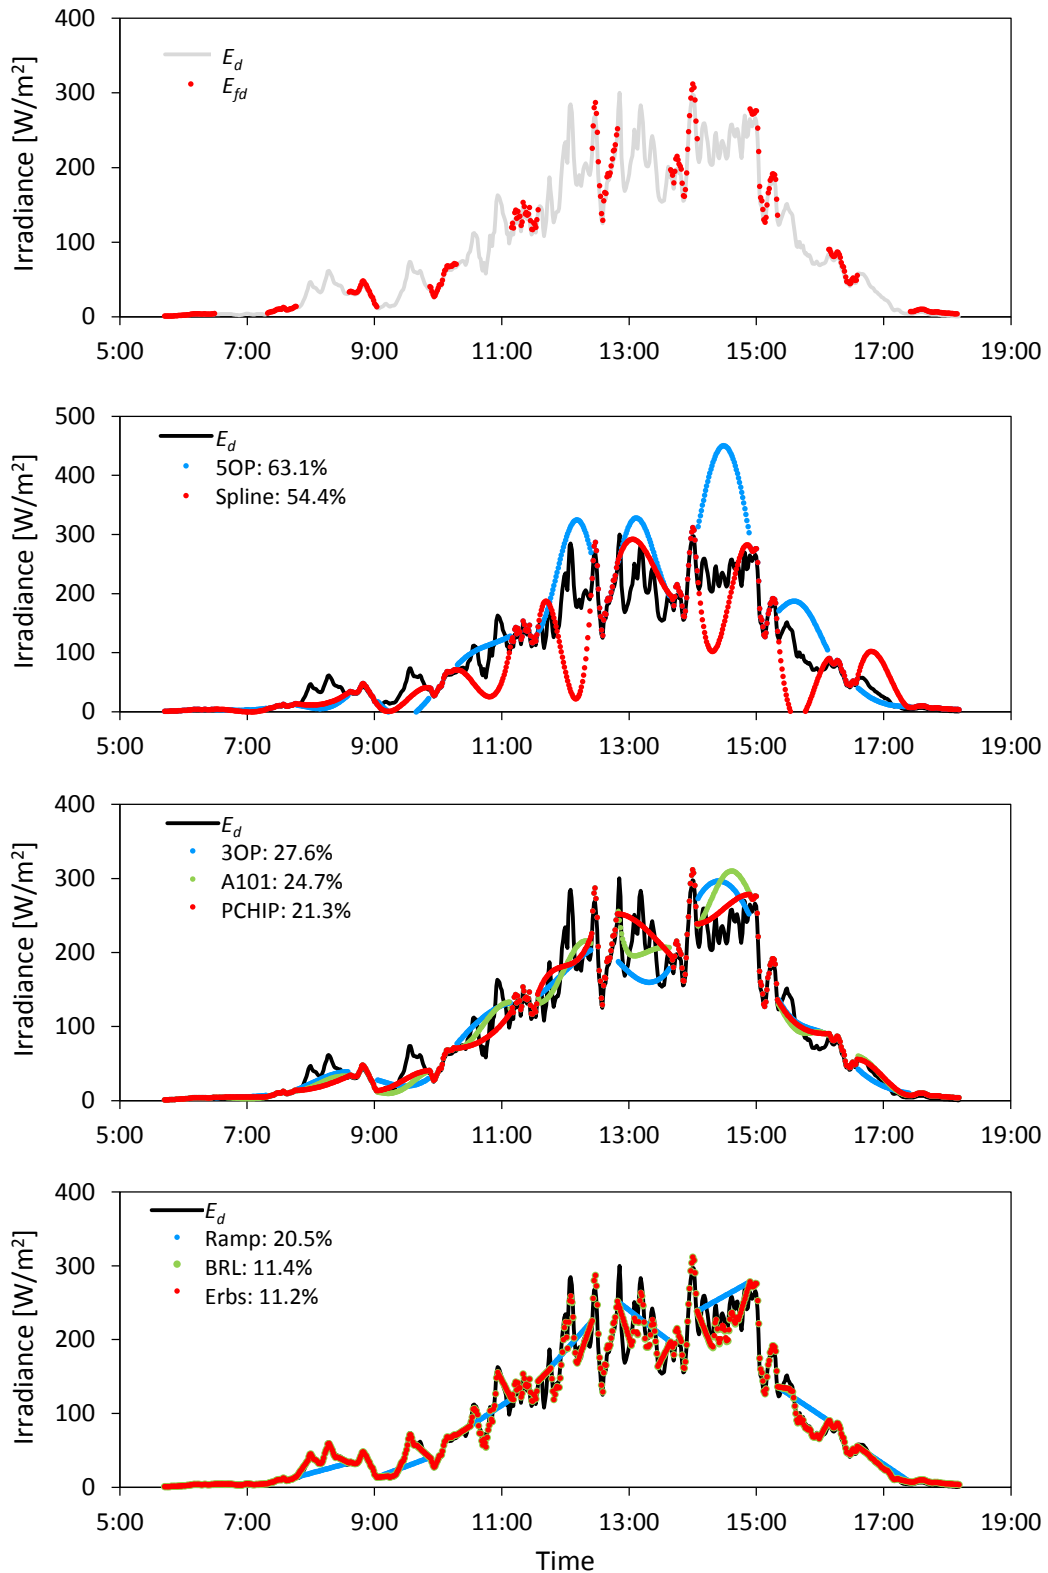 400
300
200
100
0
Irradiance [W/m²]
E_d
E_fd
5:00 7:00 9:00 11:00 13:00 15:00 17:00 19:00
500
400
300
200
100
0
Irradiance [W/m²]
E_d
5OP: 63.1%
Spline: 54.4%
5:00 7:00 9:00 11:00 13:00 15:00 17:00 19:00
400
300
200
100
0
Irradiance [W/m²]
E_d
3OP: 27.6%
A101: 24.7%
PCHIP: 21.3%
5:00 7:00 9:00 11:00 13:00 15:00 17:00 19:00
400
300
200
100
0
Irradiance [W/m²]
E_d
Ramp: 20.5%
BRL: 11.4%
Erbs: 11.2%
5:00 7:00 9:00 11:00 13:00 15:00 17:00 19:00
Time